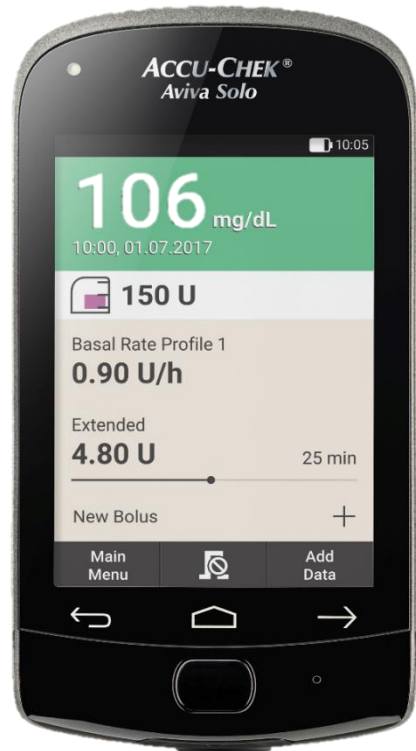 ACCU-CHEK®
Aviva Solo
10:05
106 mg/dL
10:00, 01.07.2017
150 U
Basal Rate Profile 1
0.90 U/h
Extended
4.80 U 25 min
New Bolus +
Main Menu
Add Data